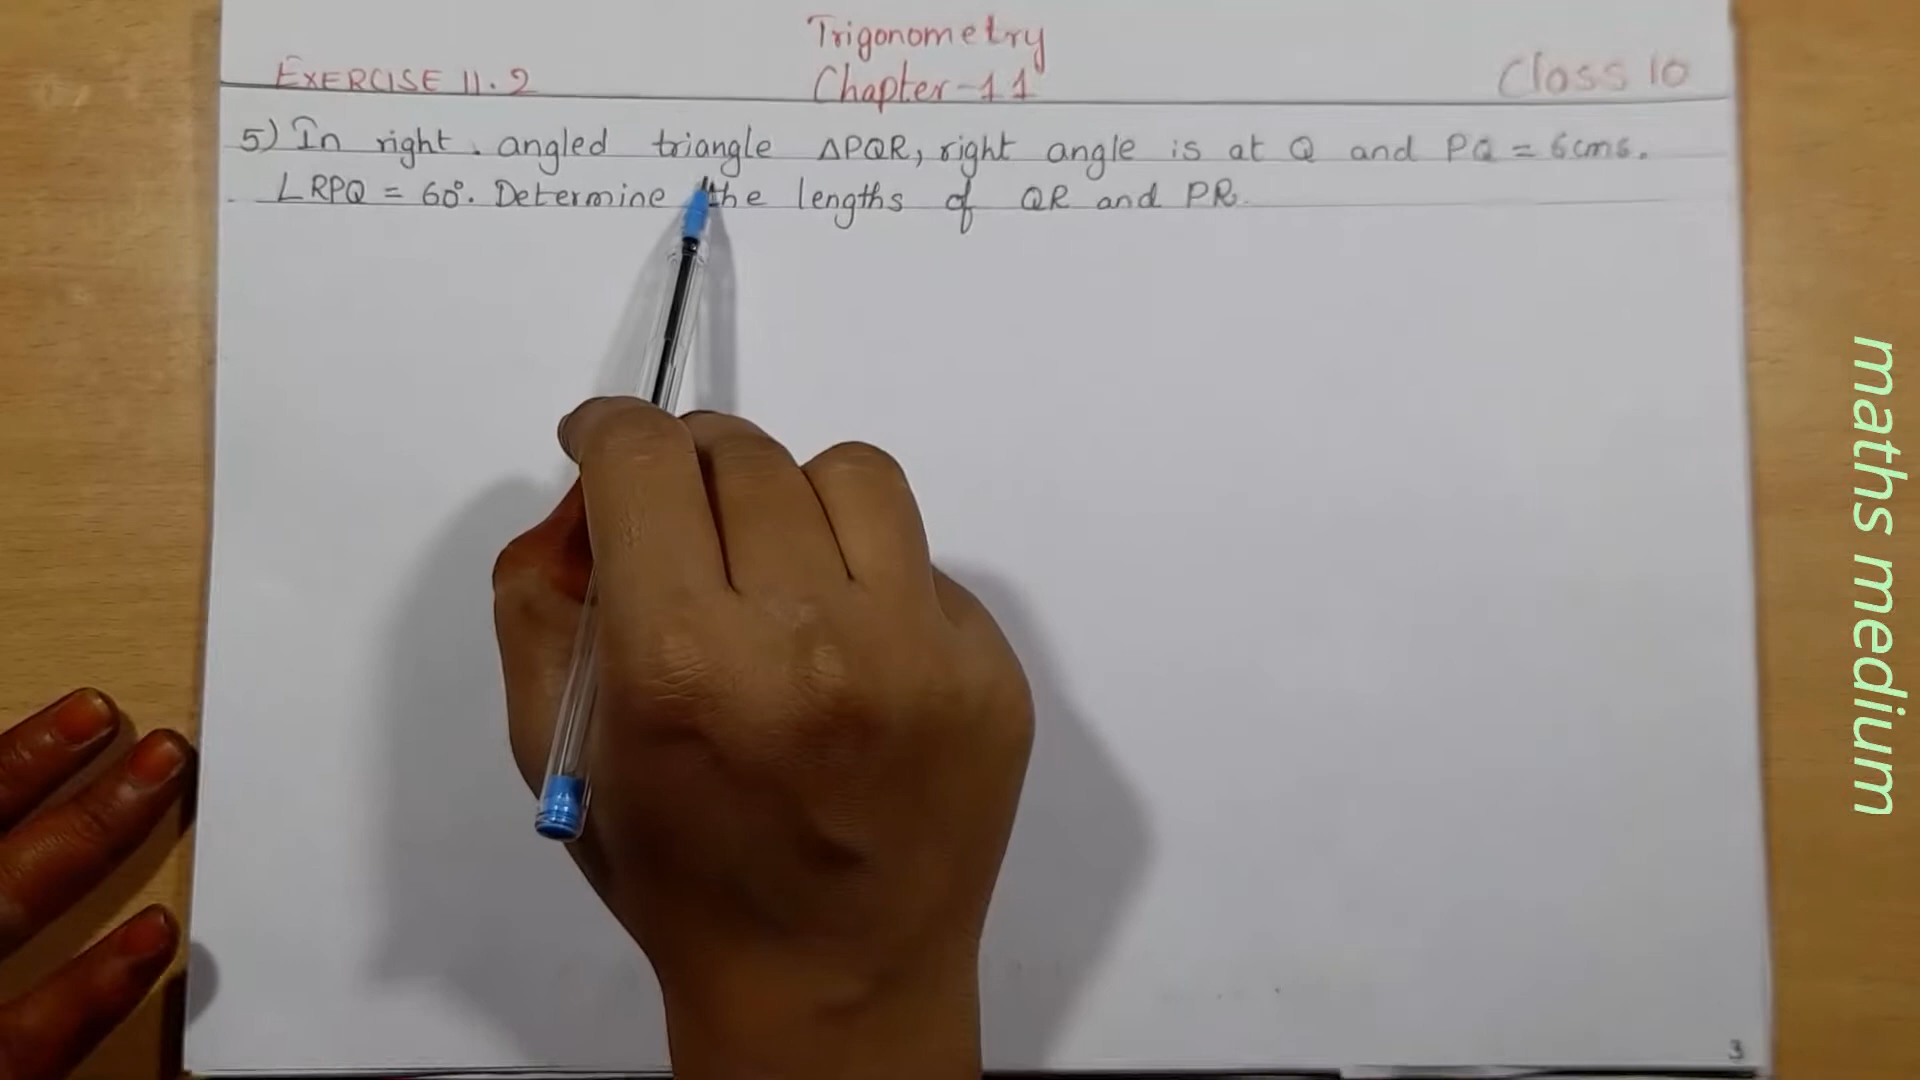 Trigonometry
EXERCISE 11.2 Chapter-11 Class 10
5) In right. angled triangle ΔPQR, right angle is at Q and PQ = 6cms.
∠RPQ = 60°. Determine the lengths of QR and PR.
maths medium
3